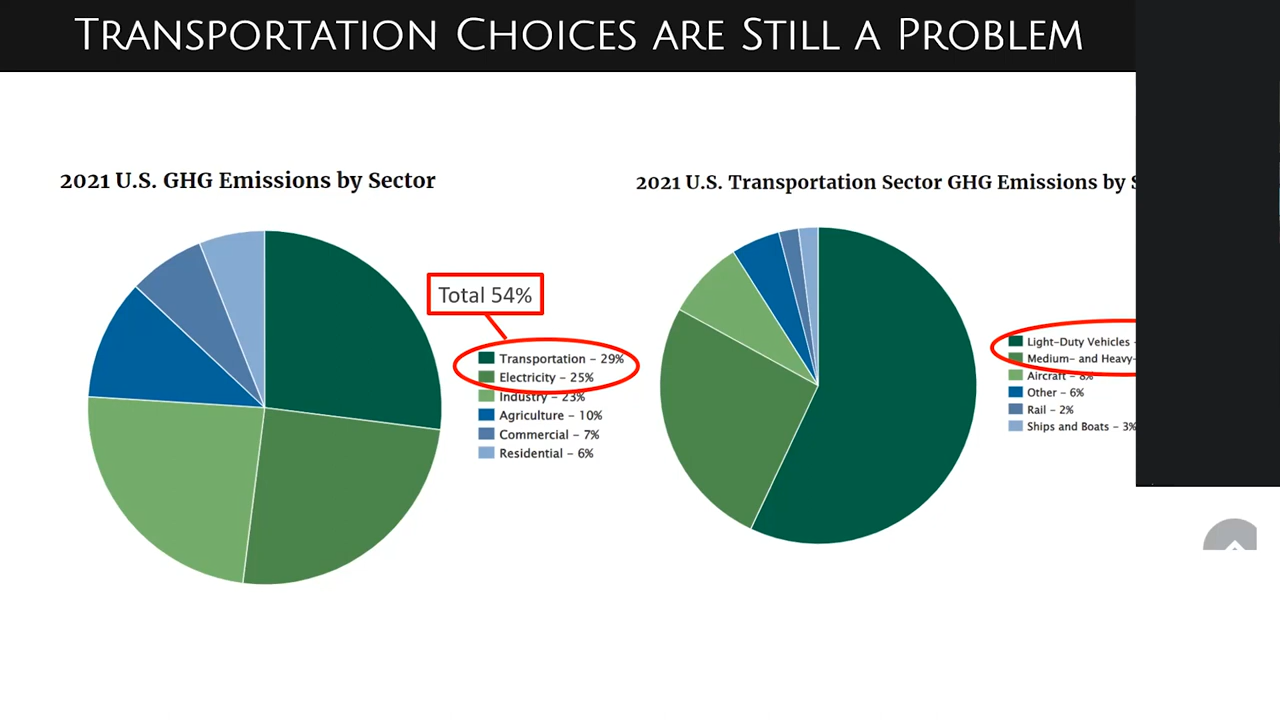 TRANSPORTATION CHOICES ARE STILL A PROBLEM
2021 U.S. GHG Emissions by Sector
Total 54%
Transportation – 29%
Electricity – 25%
Industry – 23%
Agriculture – 10%
Commercial – 7%
Residential – 6%
2021 U.S. Transportation Sector GHG Emissions by
Light-Duty Vehicles -
Medium- and Heavy-
Aircraft – 8%
Other – 6%
Rail – 2%
Ships and Boats – 3%